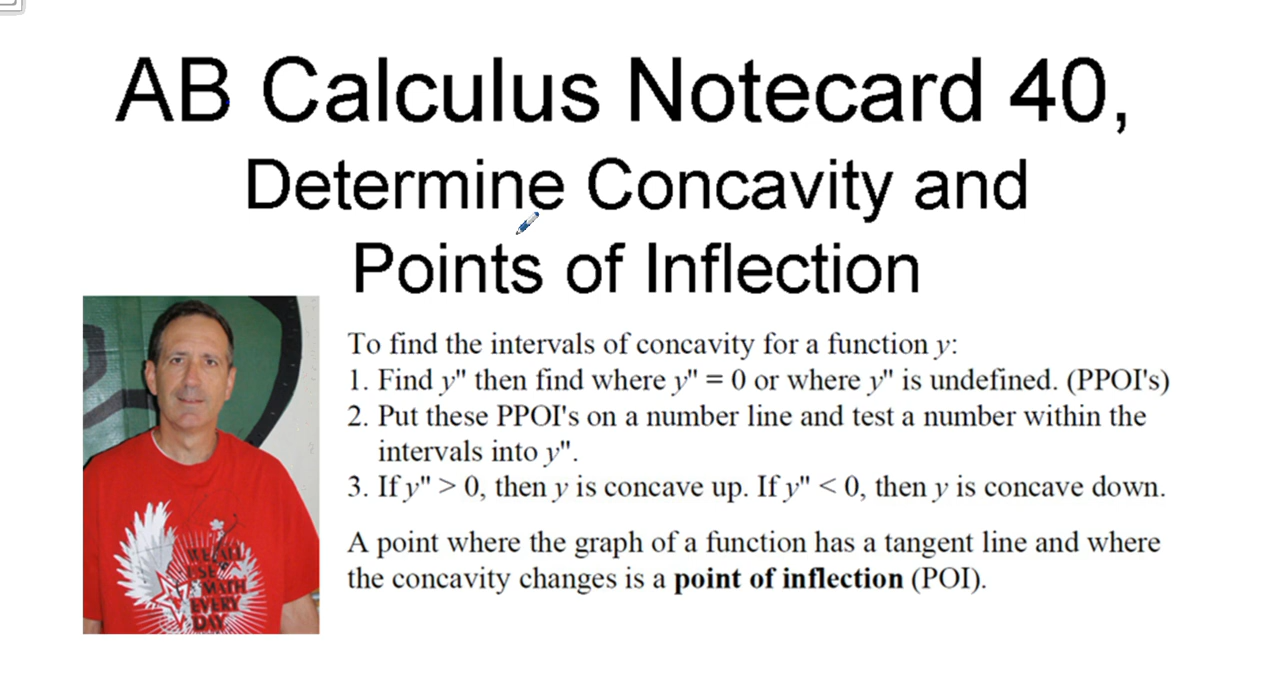 AB Calculus Notecard 40,
Determine Concavity and
Points of Inflection
To find the intervals of concavity for a function y:
1. Find y" then find where y" = 0 or where y" is undefined. (PPOI's)
2. Put these PPOI's on a number line and test a number within the
intervals into y".
3. If y" > 0, then y is concave up. If y" < 0, then y is concave down.
A point where the graph of a function has a tangent line and where
the concavity changes is a point of inflection (POI).
WE ALL
USE
MATH
EVERY
DAY